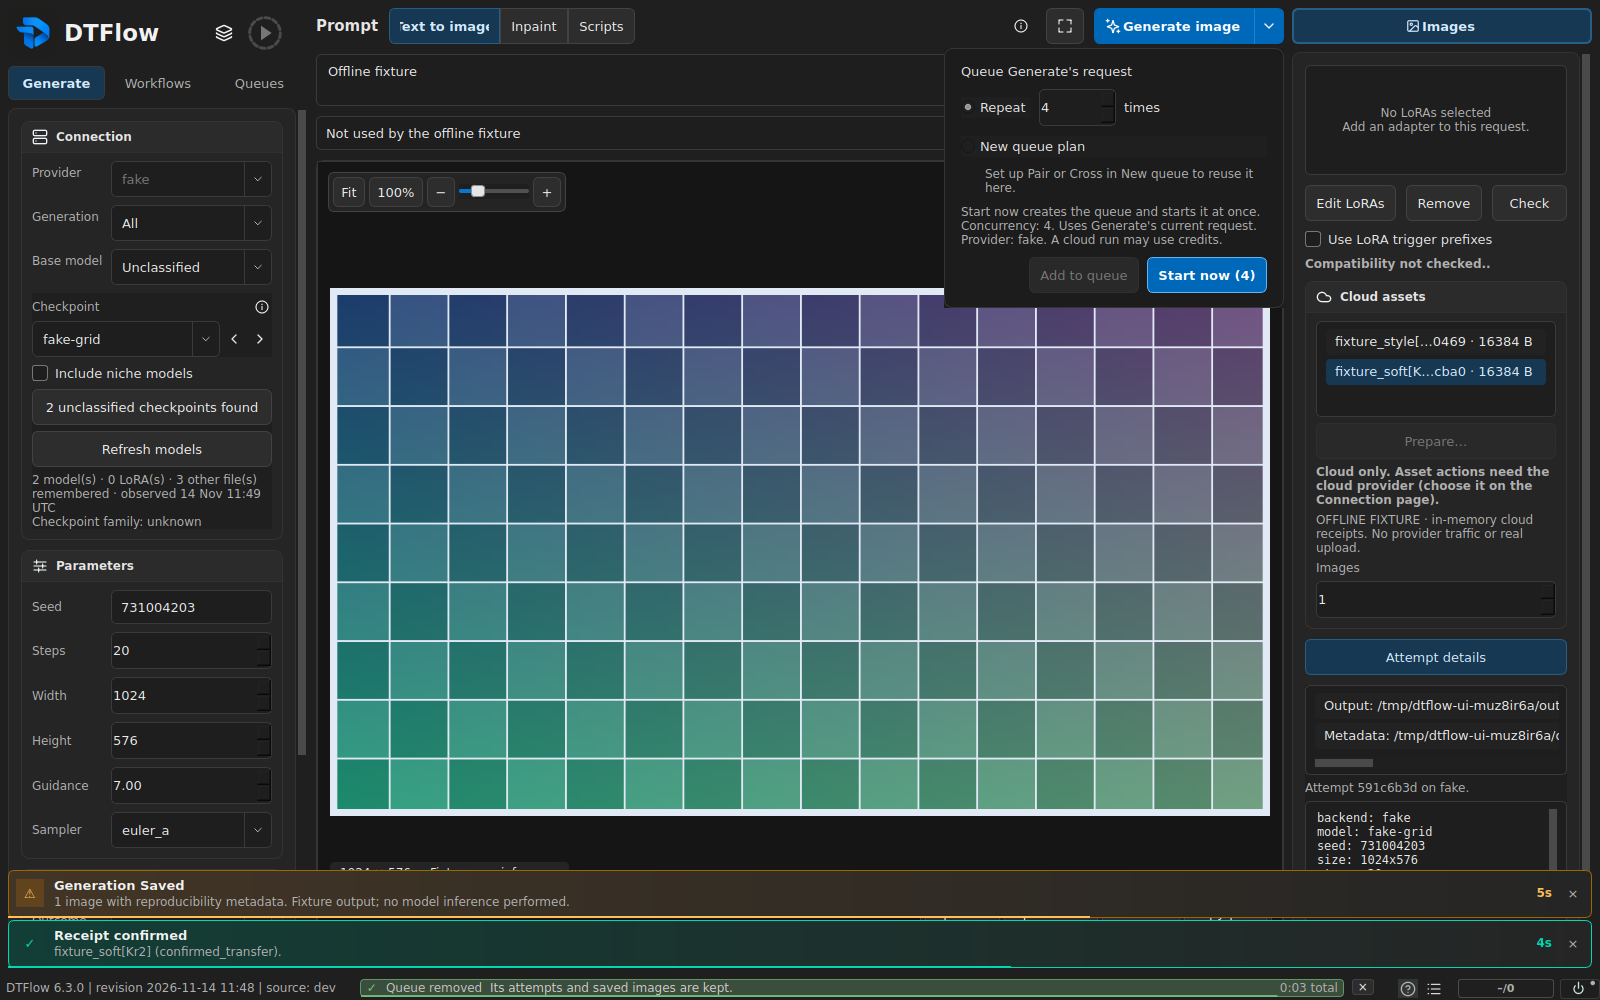 DTFlow
Generate
Workflows
Queues
Connection
Provider
fake
Generation
All
Base model
Unclassified
Checkpoint
fake-grid
Include niche models
2 unclassified checkpoints found
Refresh models
2 model(s) · 0 LoRA(s) · 3 other file(s)
remembered · observed 14 Nov 11:49
UTC
Checkpoint family: unknown
Parameters
Seed
731004203
Steps
20
Width
1024
Height
576
Guidance
7.00
Sampler
euler_a
Prompt
Text to image
Inpaint
Scripts
Generate image
Offline fixture
Not used by the offline fixture
Fit
100%
−
+
Queue Generate's request
Repeat
4
times
New queue plan
Set up Pair or Cross in New queue to reuse it
here.
Start now creates the queue and starts it at once.
Concurrency: 4. Uses Generate's current request.
Provider: fake. A cloud run may use credits.
Add to queue
Start now (4)
Images
No LoRAs selected
Add an adapter to this request.
Edit LoRAs
Remove
Check
Use LoRA trigger prefixes
Compatibility not checked..
Cloud assets
fixture_style[...0469 · 16384 B
fixture_soft[K...cba0 · 16384 B
Prepare...
Cloud only. Asset actions need the
cloud provider (choose it on the
Connection page).
OFFLINE FIXTURE · in-memory cloud
receipts. No provider traffic or real
upload.
Images
1
Attempt details
Output: /tmp/dtflow-ui-muz8ir6a/out
Metadata: /tmp/dtflow-ui-muz8ir6a/
Attempt 591c6b3d on fake.
backend: fake
model: fake-grid
seed: 731004203
size: 1024x576
Generation Saved
1 image with reproducibility metadata. Fixture output; no model inference performed.
5s
×
Receipt confirmed
fixture_soft[Kr2] (confirmed_transfer).
4s
×
DTFlow 6.3.0 | revision 2026-11-14 11:48 | source: dev
✓ Queue removed Its attempts and saved images are kept.
0:03 total
×
-/0